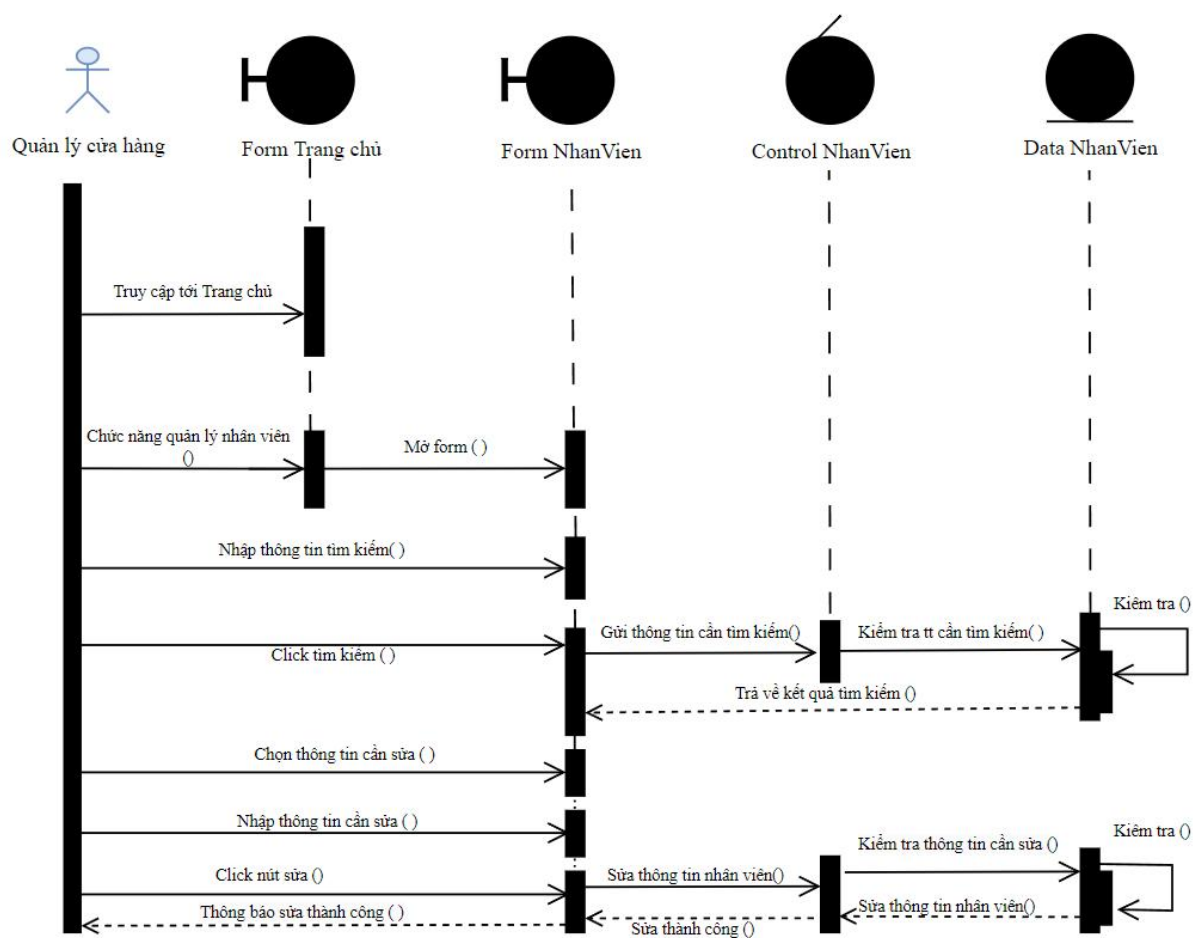 Quản lý cửa hàng
Form Trang chủ
Form NhanVien
Control NhanVien
Data NhanVien
Truy cập tới Trang chủ
Chức năng quản lý nhân viên
()
Mở form ( )
Nhập thông tin tìm kiếm( )
Kiêm tra ()
Gửi thông tin cần tìm kiếm()
Kiểm tra tt cần tìm kiếm( )
Click tìm kiêm ( )
Trả về kết quả tìm kiếm ()
Chọn thông tin cần sửa ( )
Nhập thông tin cần sửa ( )
Kiểm tra thông tin cần sửa ()
Kiêm tra ()
Click nút sửa ()
Sửa thông tin nhân viên()
Thông báo sửa thành công ( )
Sửa thông tin nhân viên()
Sửa thành công ()